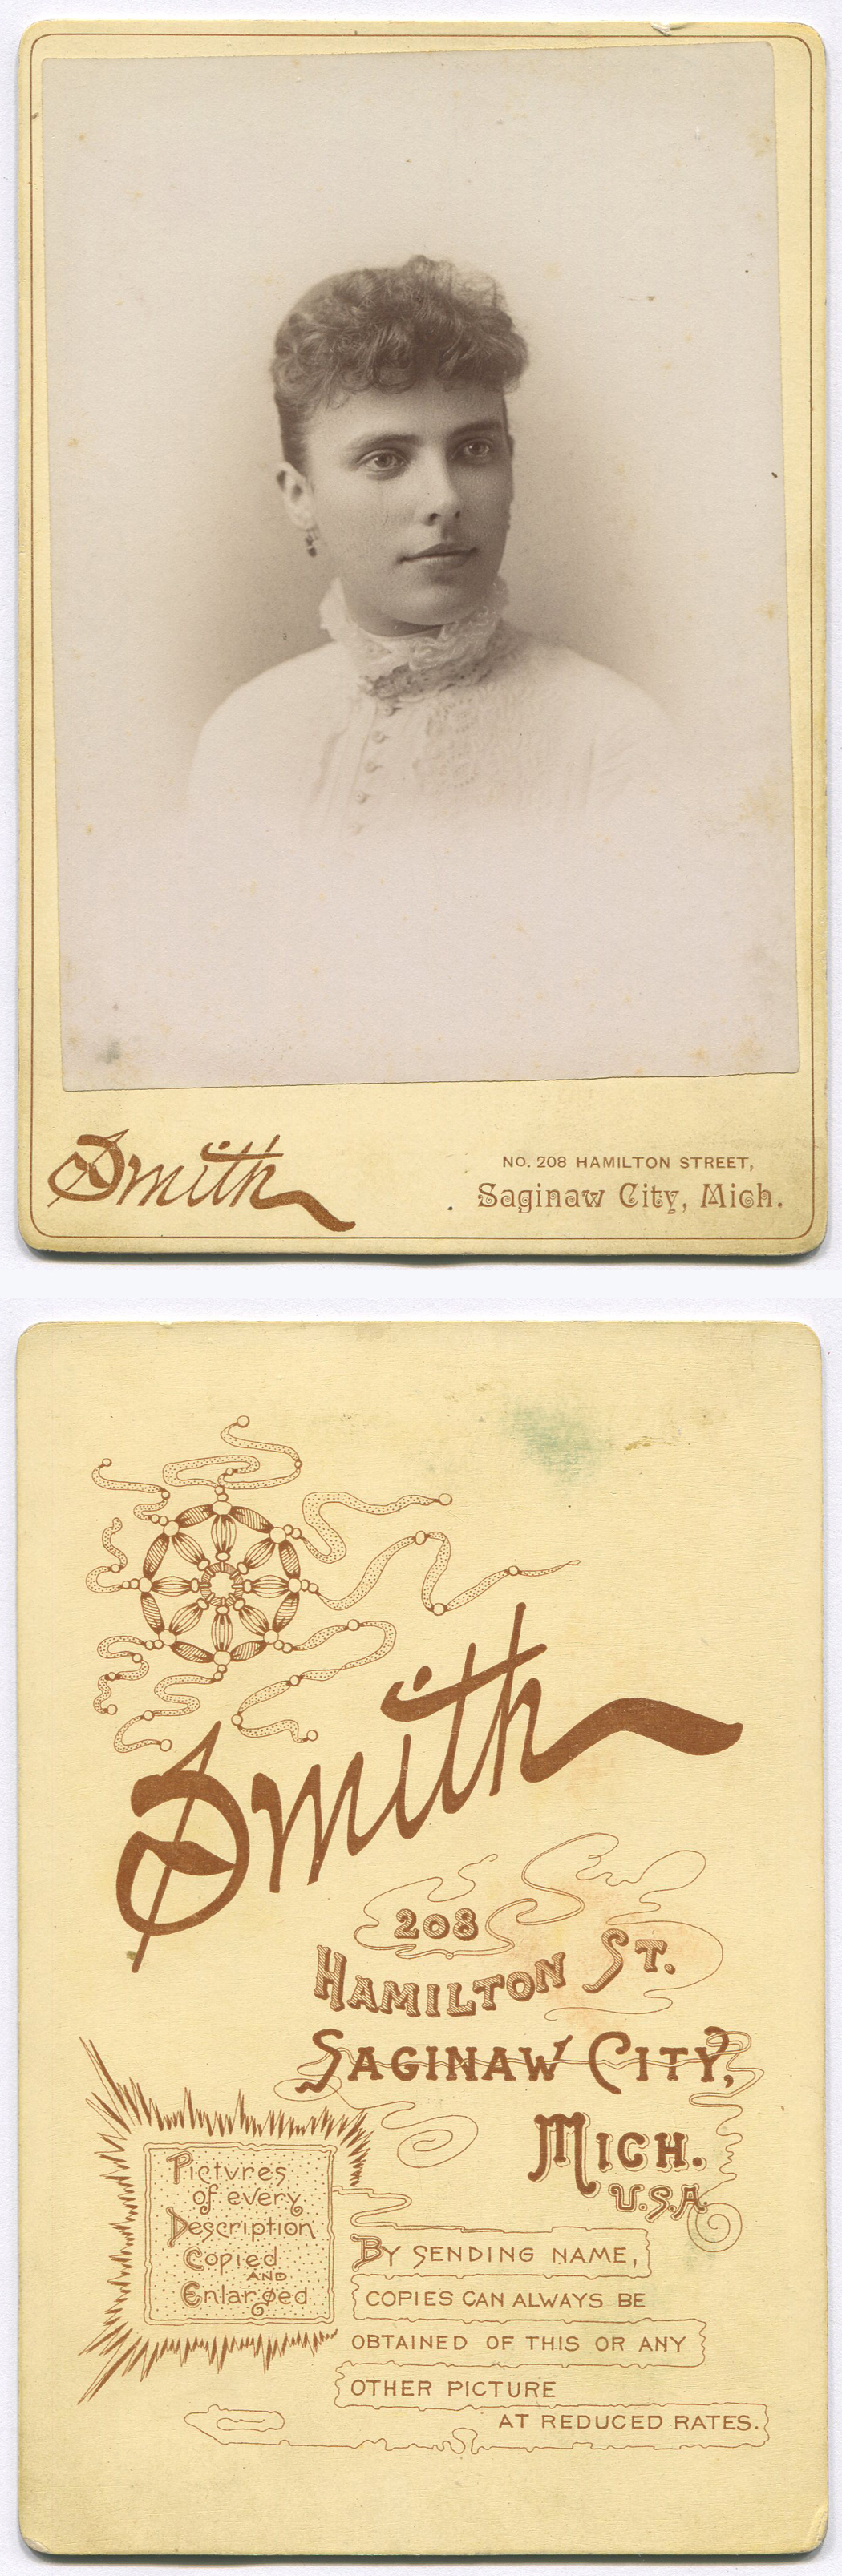 Smith
NO. 208 HAMILTON STREET,
Saginaw City, Mich.
Smith
208
HAMILTON ST.
SAGINAW CITY,
MICH.
U.S.A.
Pictvres
of every
Description
Copied
AND
Enlarged
BY SENDING NAME,
COPIES CAN ALWAYS BE
OBTAINED OF THIS OR ANY
OTHER PICTURE
AT REDUCED RATES.